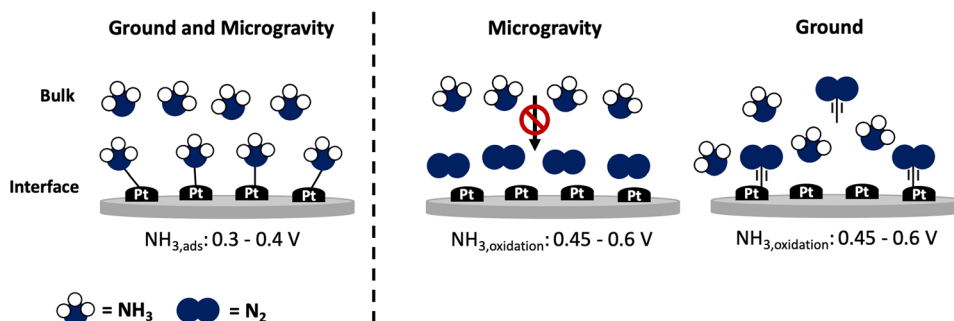 Ground and Microgravity
Microgravity
Ground
Bulk
Interface
Pt Pt Pt Pt
Pt Pt Pt Pt
Pt Pt Pt Pt
NH3,ads: 0.3 - 0.4 V
NH3,oxidation: 0.45 - 0.6 V
NH3,oxidation: 0.45 - 0.6 V
= NH3
= N2